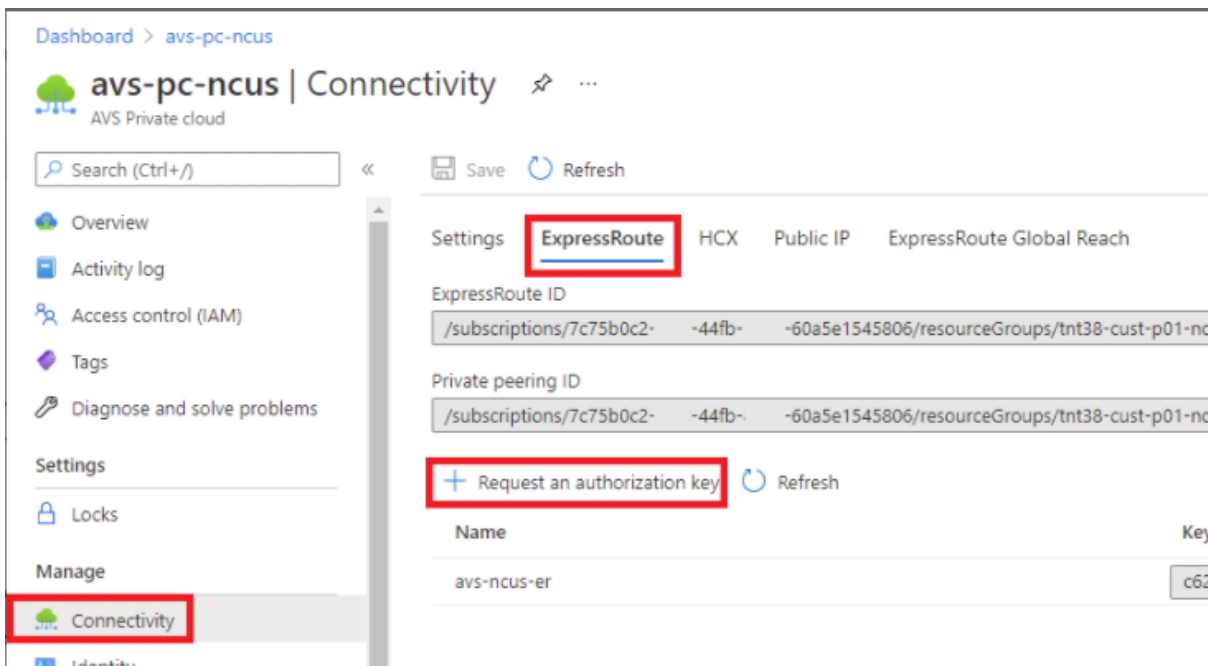 Dashboard > avs-pc-ncus
avs-pc-ncus | Connectivity ...
AVS Private cloud
Search (Ctrl+/) «
Overview
Activity log
Access control (IAM)
Tags
Diagnose and solve problems
Settings
Locks
Manage
Connectivity
Identity
Save Refresh
Settings ExpressRoute HCX Public IP ExpressRoute Global Reach
ExpressRoute ID
/subscriptions/7c75b0c2- -44fb- -60a5e1545806/resourceGroups/tnt38-cust-p01-nc
Private peering ID
/subscriptions/7c75b0c2- -44fb- -60a5e1545806/resourceGroups/tnt38-cust-p01-nc
+ Request an authorization key Refresh
Name Key
avs-ncus-er c62